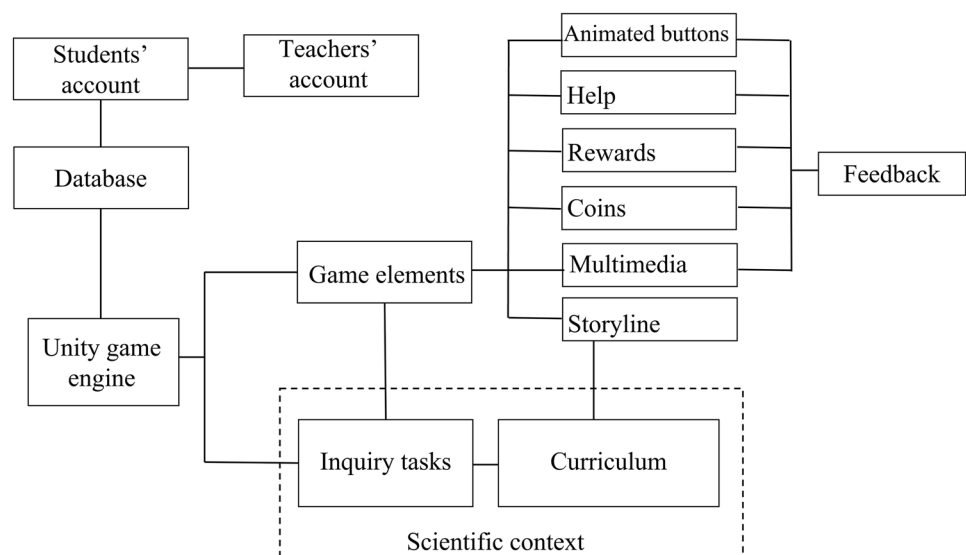 Students’
account
Teachers’
account
Database
Unity game
engine
Game elements
Animated buttons
Help
Rewards
Coins
Multimedia
Storyline
Feedback
Inquiry tasks
Curriculum
Scientific context